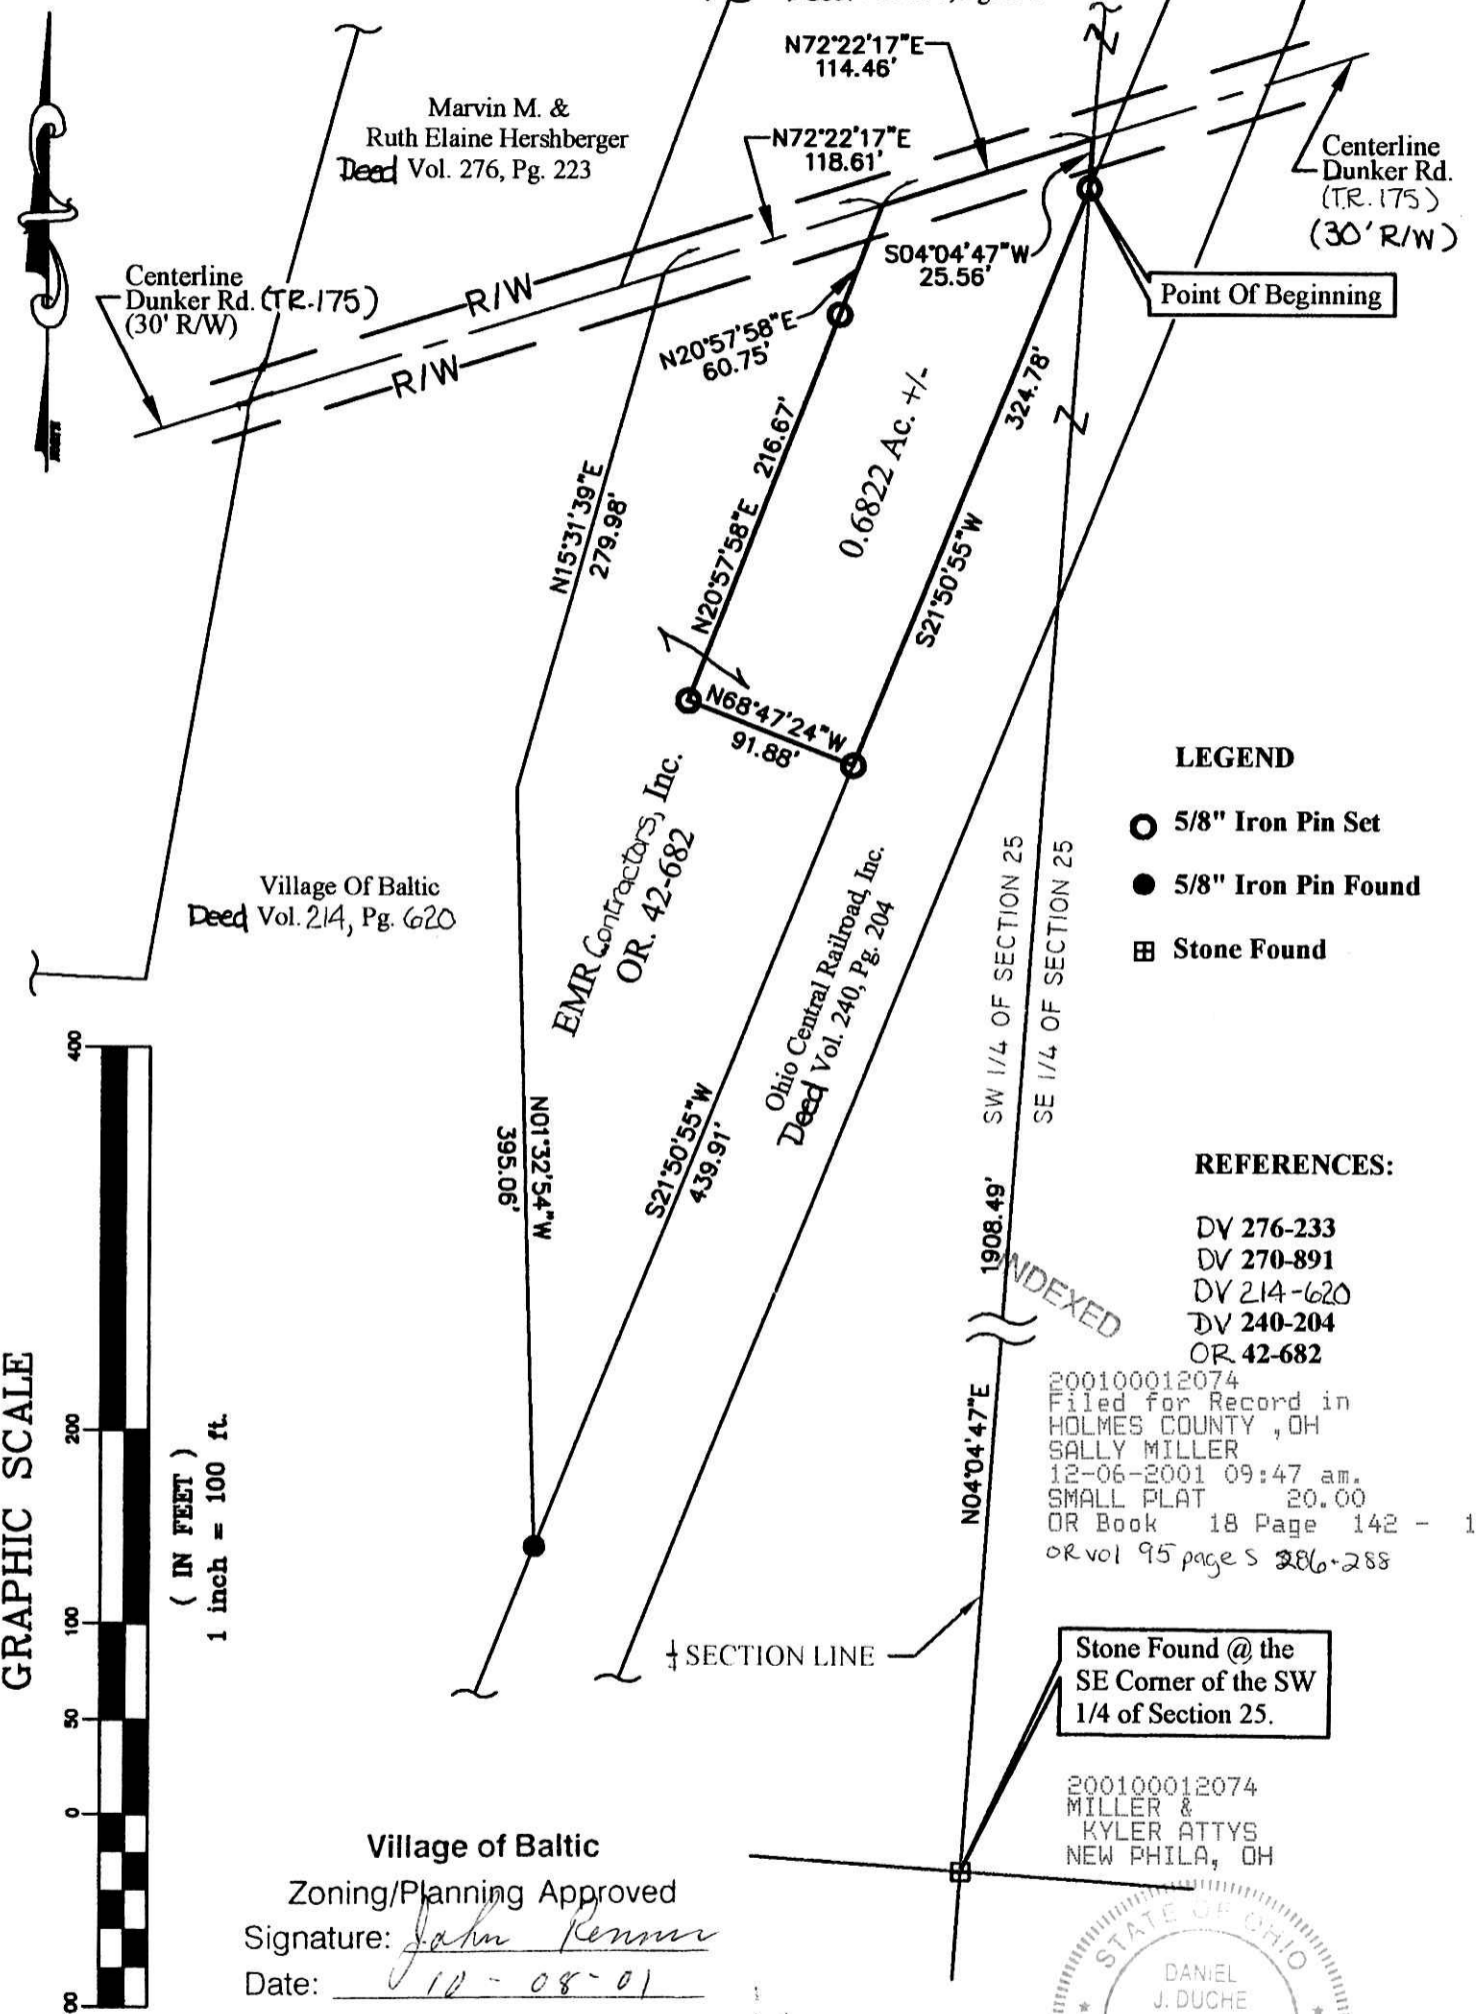 N72°22'17"E
114.46'
Marvin M. &
Ruth Elaine Hershberger
Deed Vol. 276, Pg. 223
N72°22'17"E
118.61'
Centerline
Dunker Rd.
(TR.175)
(30' R/W)
S04°04'47"W
25.56'
Point Of Beginning
Centerline
Dunker Rd. (TR.175)
(30' R/W)
R/W
R/W
N20°57'58"E
60.75'
NORTH
324.78'
S21°50'55"W
Z
Z
0.6822 Ac. +/-
N20°57'58"E 216.67'
N15°31'39"E
279.98'
N68°47'24"W
91.88'
LEGEND
5/8" Iron Pin Set
5/8" Iron Pin Found
Stone Found
EMR Contractors, Inc.
OR. 42-682
Village Of Baltic
Deed Vol. 214, Pg. 620
Ohio Central Railroad, Inc.
Deed Vol. 240, Pg. 204
SW 1/4 OF SECTION 25
SE 1/4 OF SECTION 25
N01°32'54"W
395.06'
S21°50'55"W
439.91'
1908.49'
N04°04'47"E
INDEXED
REFERENCES:
DV 276-233
DV 270-891
DV 214-620
DV 240-204
OR 42-682
200100012074
Filed for Record in
HOLMES COUNTY ,OH
SALLY MILLER
12-06-2001 09:47 am.
SMALL PLAT 20.00
OR Book 18 Page 142 - 1
OR vol 95 pages 286-288
GRAPHIC SCALE
400
200
100
50
0
( IN FEET )
1 inch = 100 ft.
1/4 SECTION LINE
Stone Found @ the
SE Corner of the SW
1/4 of Section 25.
200100012074
MILLER &
KYLER ATTYS
NEW PHILA, OH
Village of Baltic
Zoning/Planning Approved
Signature: John Renner
Date: 10-08-01
STATE OF OHIO
DANIEL
J. DUCHE